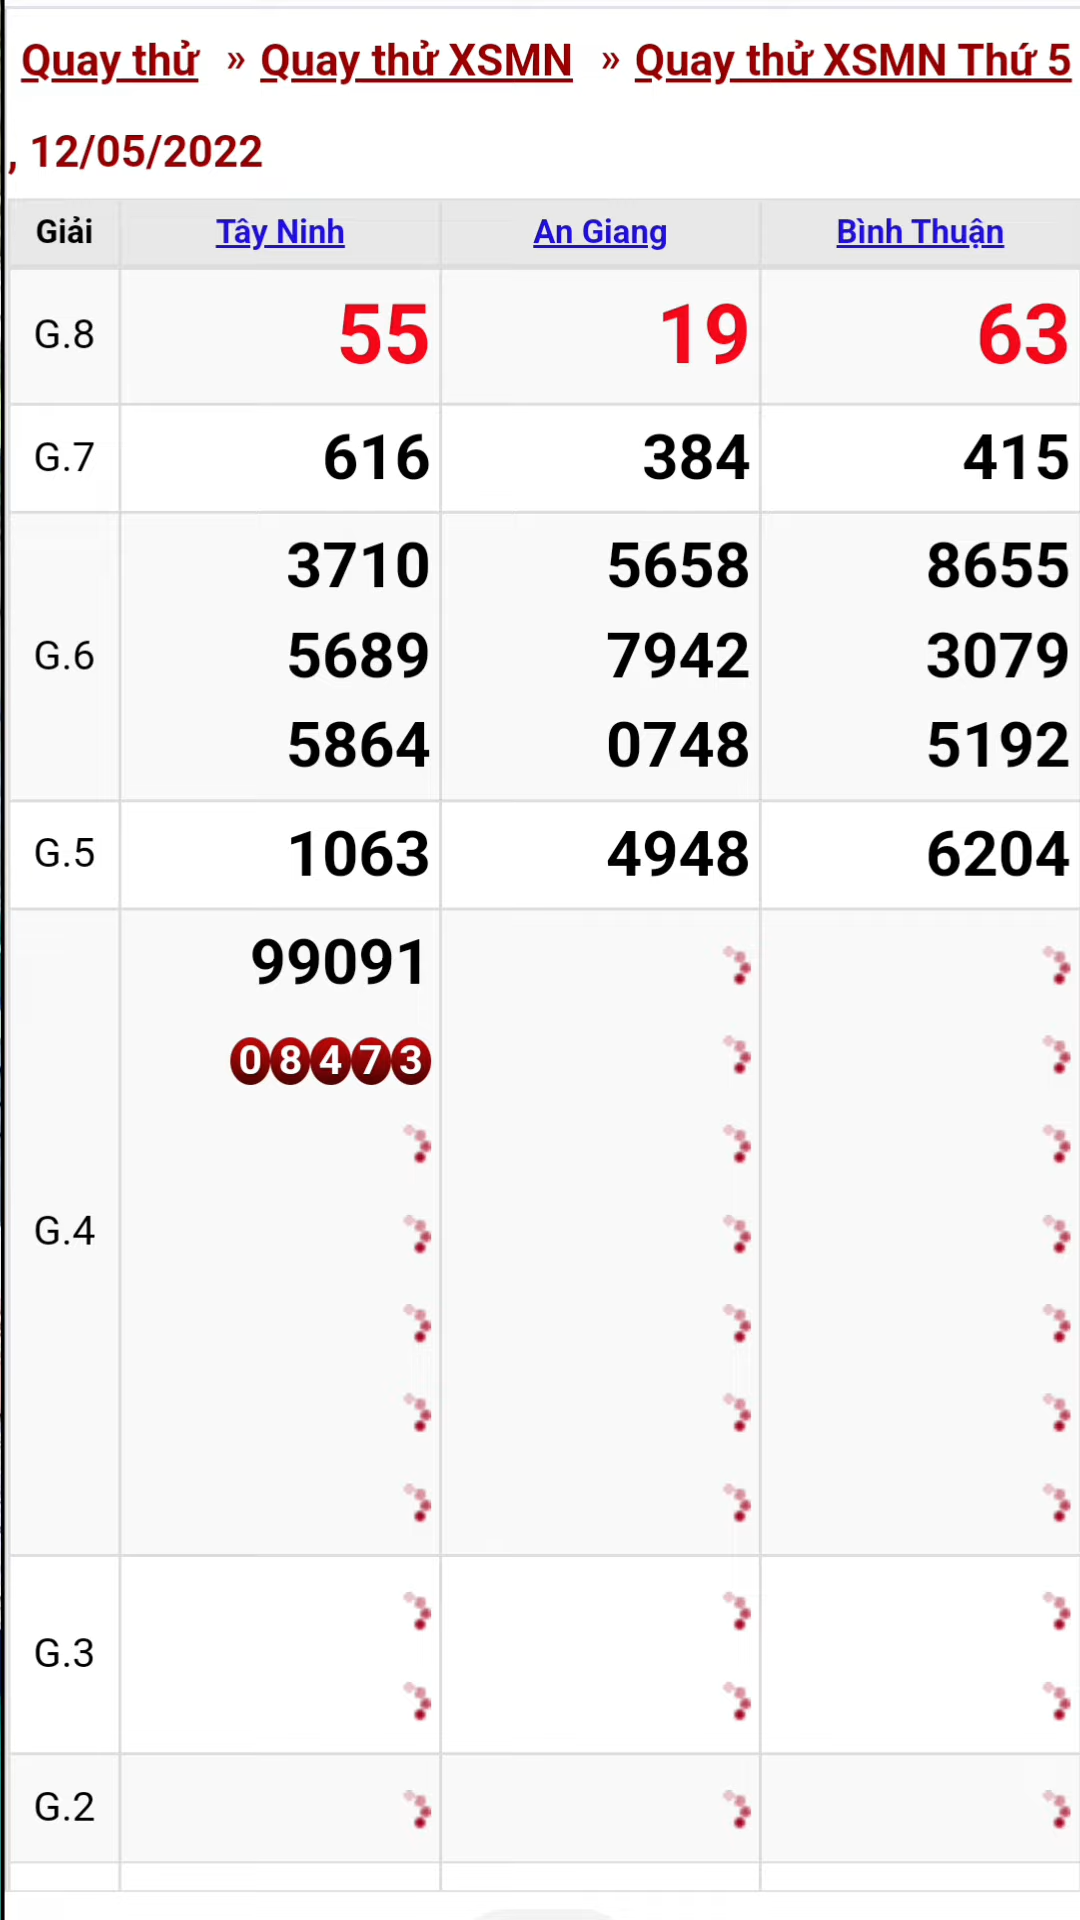 Quay thử » Quay thử XSMN » Quay thử XSMN Thứ 5
, 12/05/2022
Giải Tây Ninh An Giang Bình Thuận
G.8 55 19 63
G.7 616 384 415
3710 5658 8655
G.6 5689 7942 3079
5864 0748 5192
G.5 1063 4948 6204
99091
08473
G.4
G.3
G.2